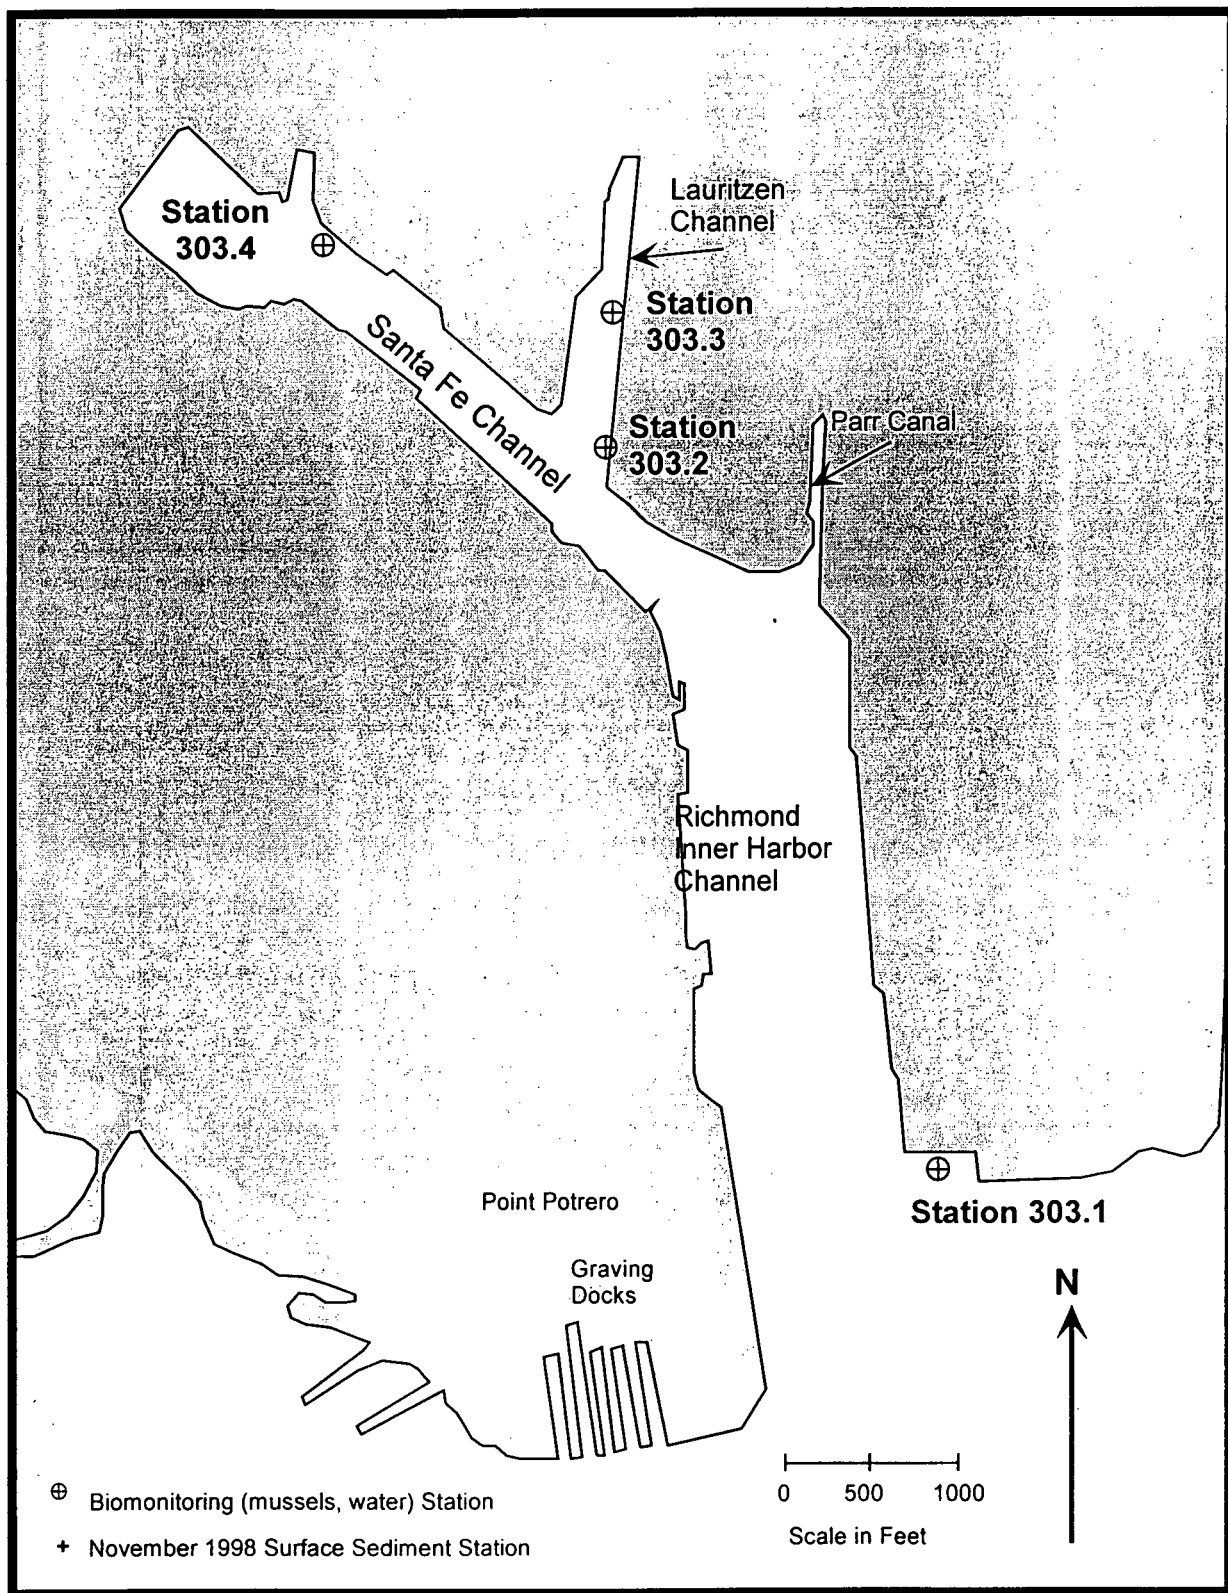 Lauritzen
Channel
Station
303.4
Station
303.3
Santa Fe Channel
Station
303.2
Parr Canal
Richmond
Inner Harbor
Channel
Point Potrero
Station 303.1
Graving
Docks
N
0 500 1000
Scale in Feet
Biomonitoring (mussels, water) Station
+ November 1998 Surface Sediment Station